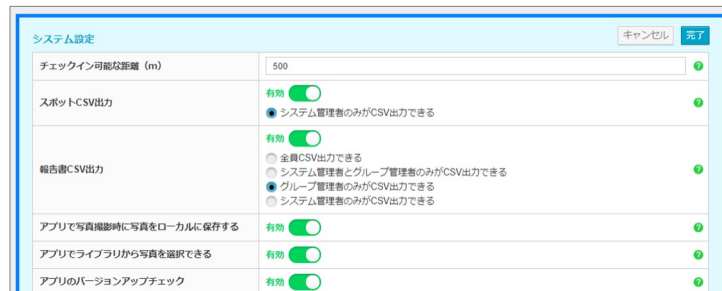 システム設定
キャンセル 完了
チェックイン可能な距離（m） 500
スポットCSV出力
有効
システム管理者のみがCSV出力できる
報告書CSV出力
有効
全員CSV出力できる
システム管理者とグループ管理者のみがCSV出力できる
グループ管理者のみがCSV出力できる
システム管理者のみがCSV出力できる
アプリで写真撮影時に写真をローカルに保存する 有効
アプリでライブラリから写真を選択できる 有効
アプリのバージョンアップチェック 有効